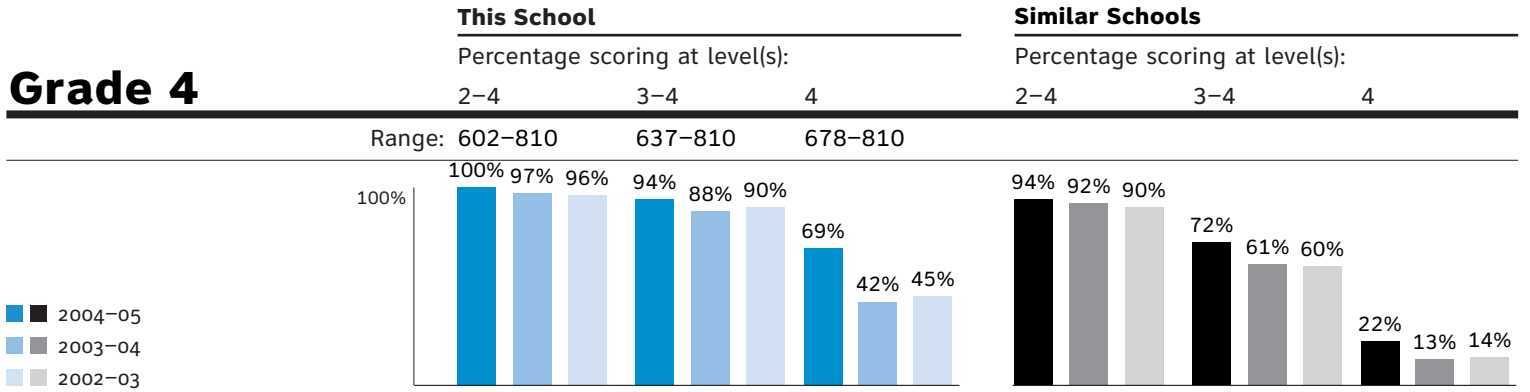 This School
Similar Schools
Percentage scoring at level(s):
Percentage scoring at level(s):
Grade 4
2–4
3–4
4
2–4
3–4
4
Range: 602–810 637–810 678–810
100%
100% 97% 96% 94% 88% 90% 69% 42% 45%
94% 92% 90% 72% 61% 60% 22% 13% 14%
2004–05
2003–04
2002–03